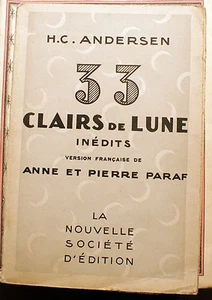 H.C. ANDERSEN
33
CLAIRS DE LUNE
INÉDITS
VERSION FRANÇAISE DE
ANNE ET PIERRE PARAF
LA
NOUVELLE
SOCIÉTÉ
D'ÉDITION